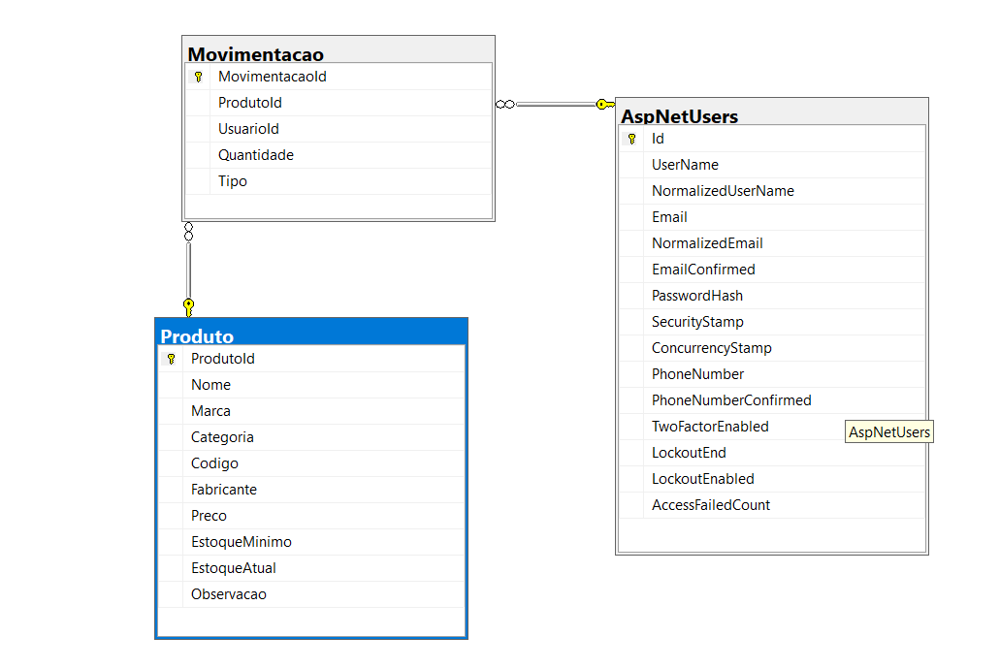 Movimentacao
MovimentacaoId
ProdutoId
UsuarioId
Quantidade
Tipo
AspNetUsers
Id
UserName
NormalizedUserName
Email
NormalizedEmail
EmailConfirmed
PasswordHash
SecurityStamp
ConcurrencyStamp
PhoneNumber
PhoneNumberConfirmed
TwoFactorEnabled
AspNetUsers
LockoutEnd
LockoutEnabled
AccessFailedCount
Produto
ProdutoId
Nome
Marca
Categoria
Codigo
Fabricante
Preco
EstoqueMinimo
EstoqueAtual
Observacao